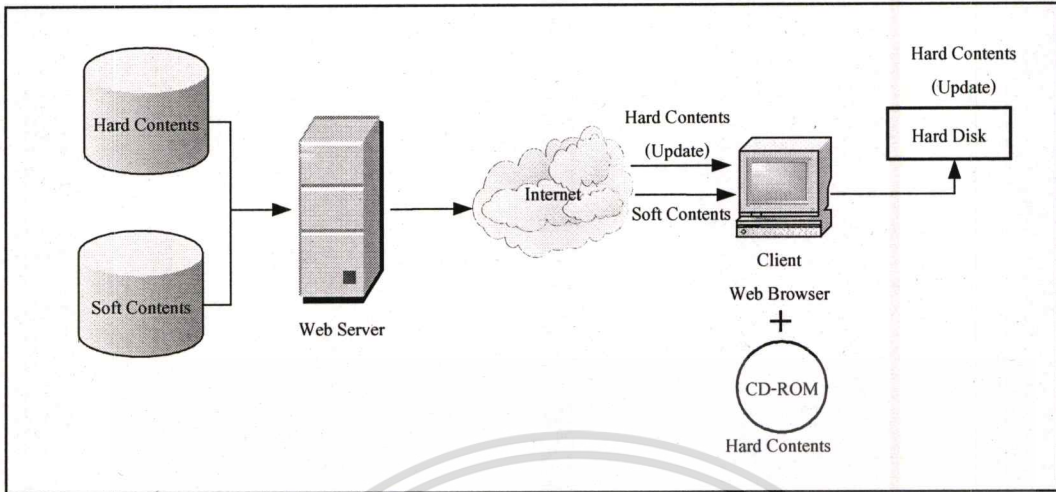 Hard Contents
Soft Contents
Web Server
Internet
Hard Contents
(Update)
Soft Contents
Client
Web Browser
+
CD-ROM
Hard Contents
Hard Contents
(Update)
Hard Disk